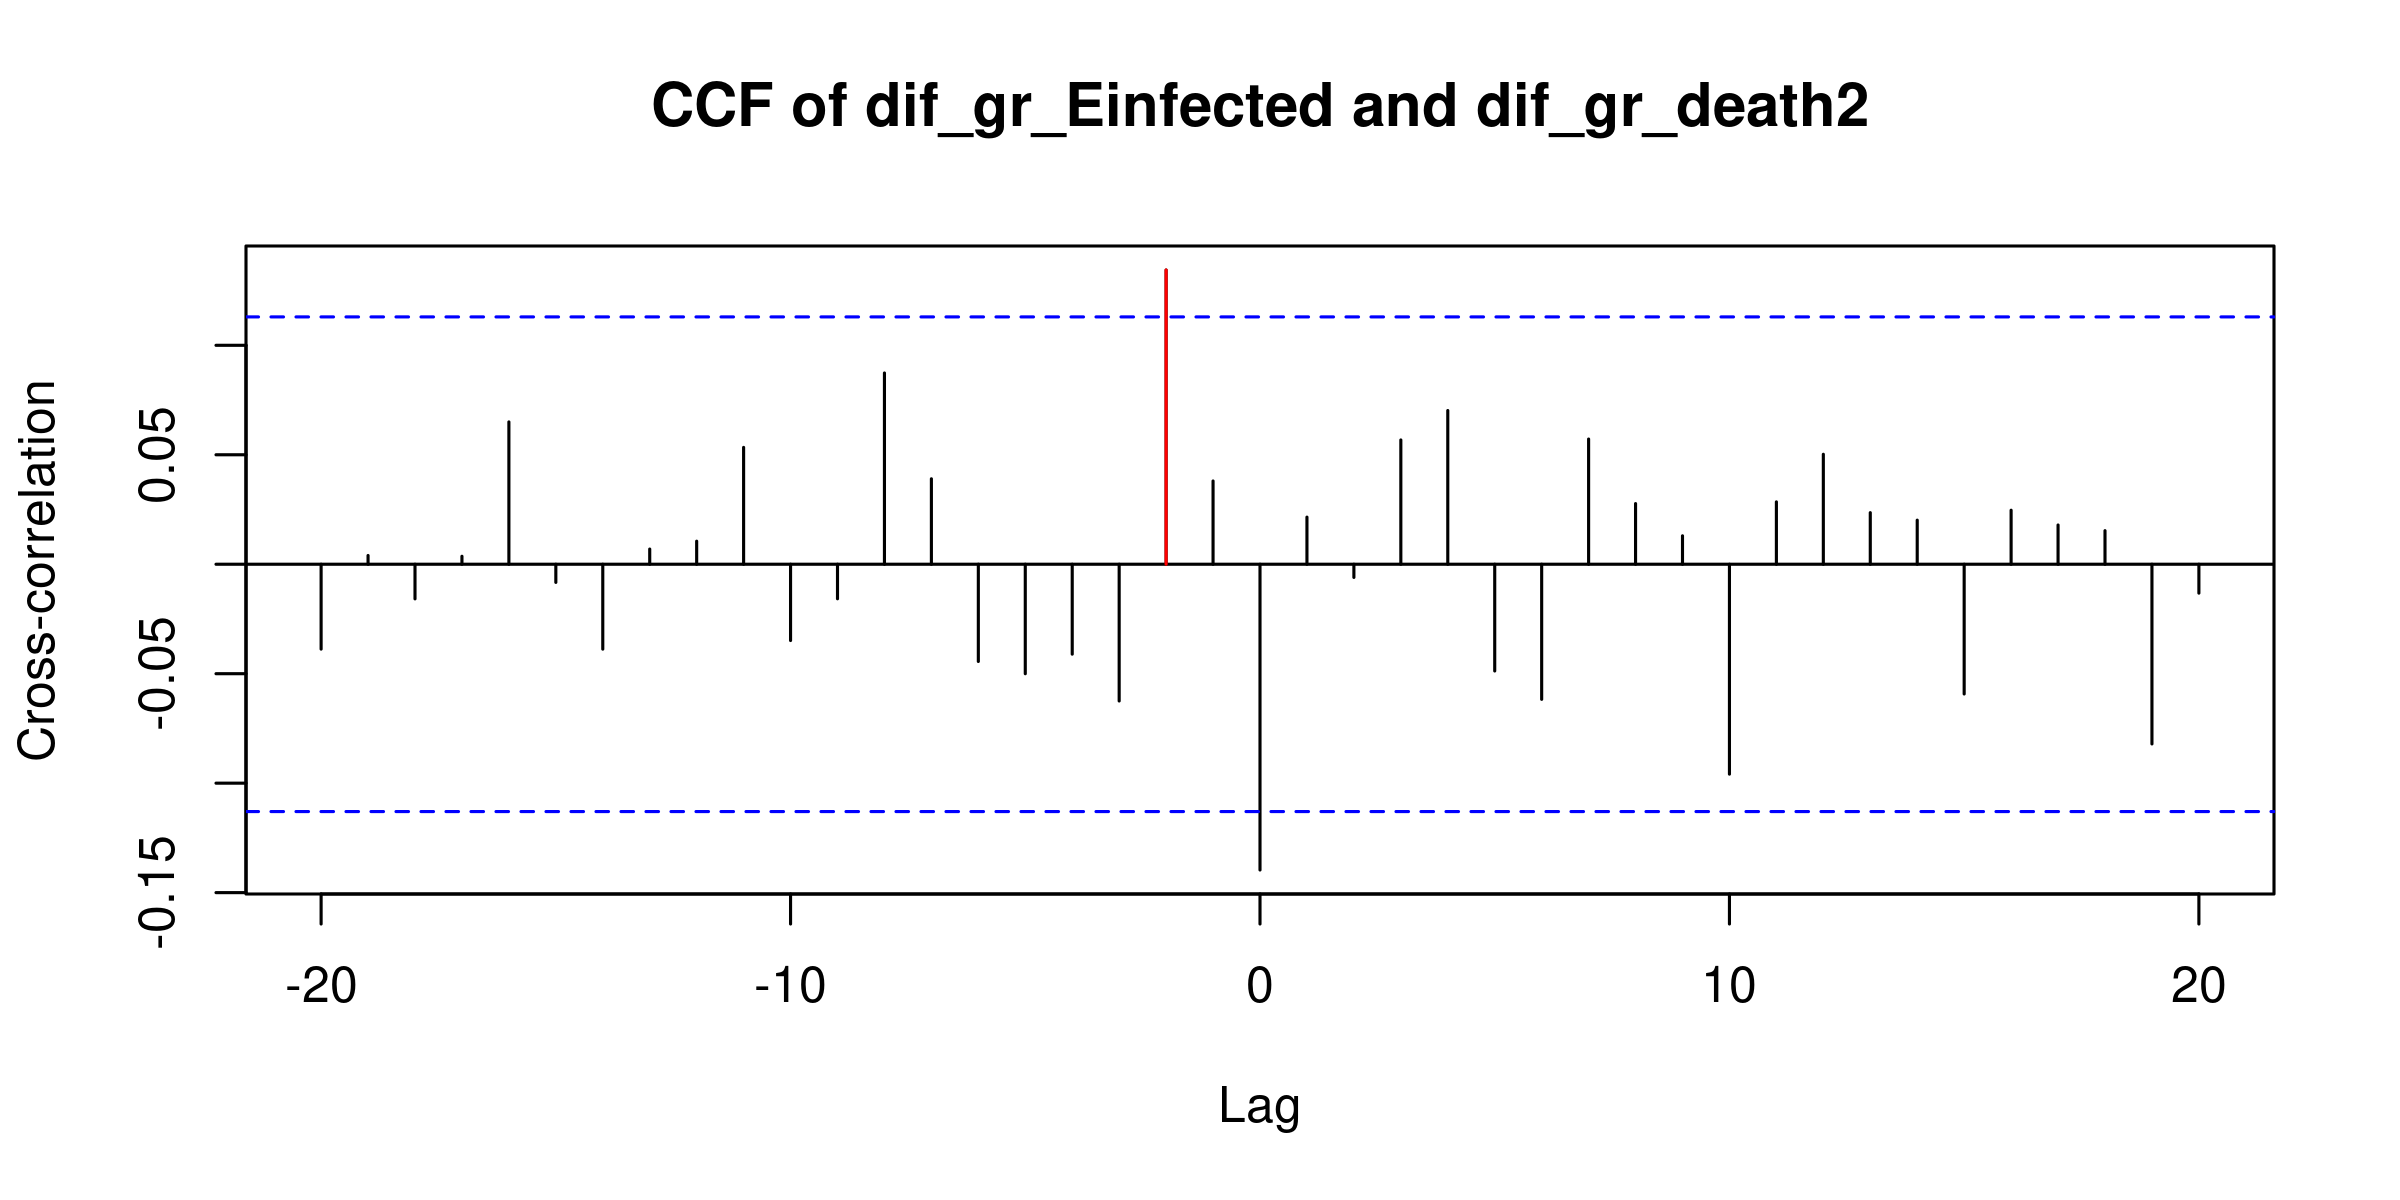 CCF of dif_gr_Einfected and dif_gr_death2
Cross-correlation
0.05
-0.05
-0.15
-20 -10 0 10 20
Lag